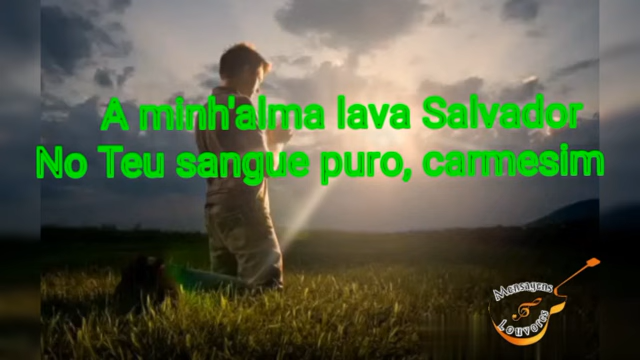 A minh'alma lava Salvador
No Teu sangue puro, carmesim
Mensagens
Louvores